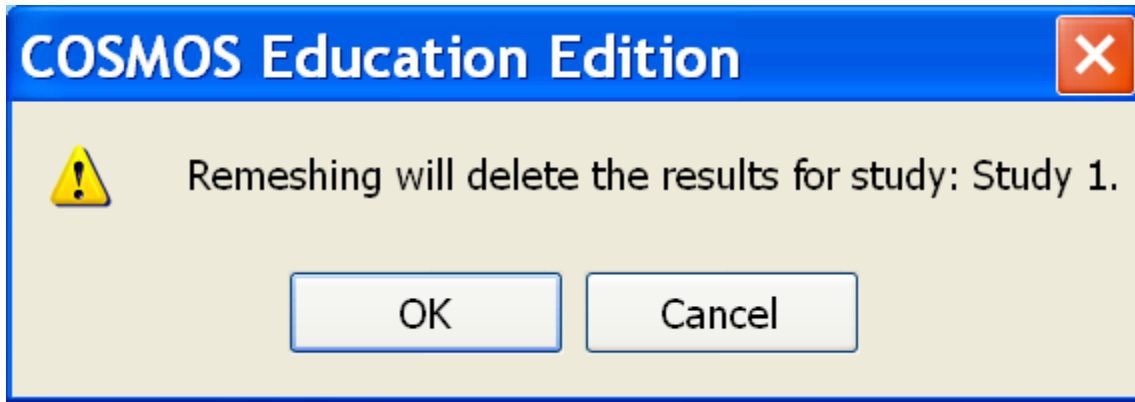 COSMOS Education Edition
Remeshing will delete the results for study: Study 1.
OK
Cancel